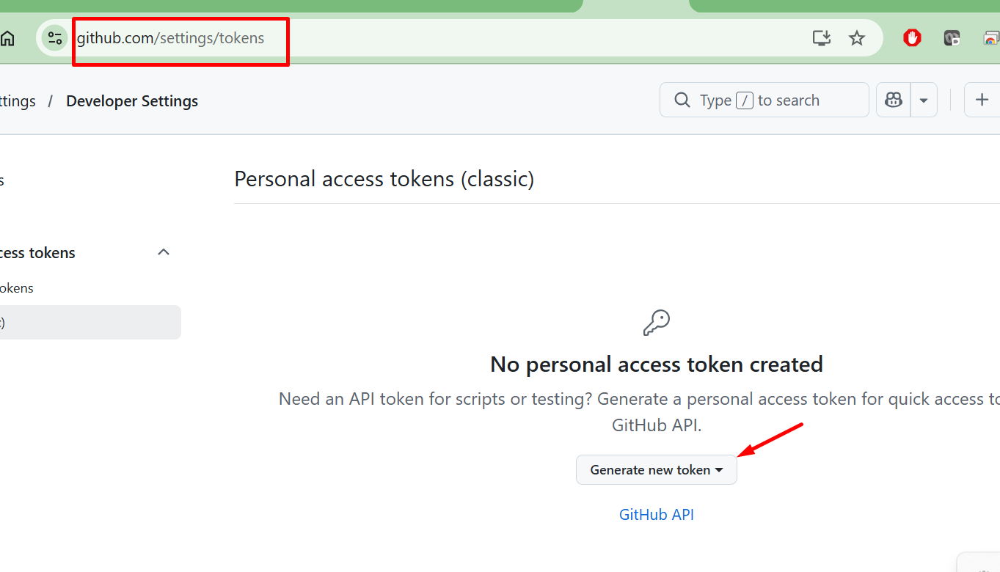 github.com/settings/tokens
ttings / Developer Settings
Type / to search
s
Personal access tokens (classic)
cess tokens
okens
c)
No personal access token created
Need an API token for scripts or testing? Generate a personal access token for quick access to
GitHub API.
Generate new token
GitHub API